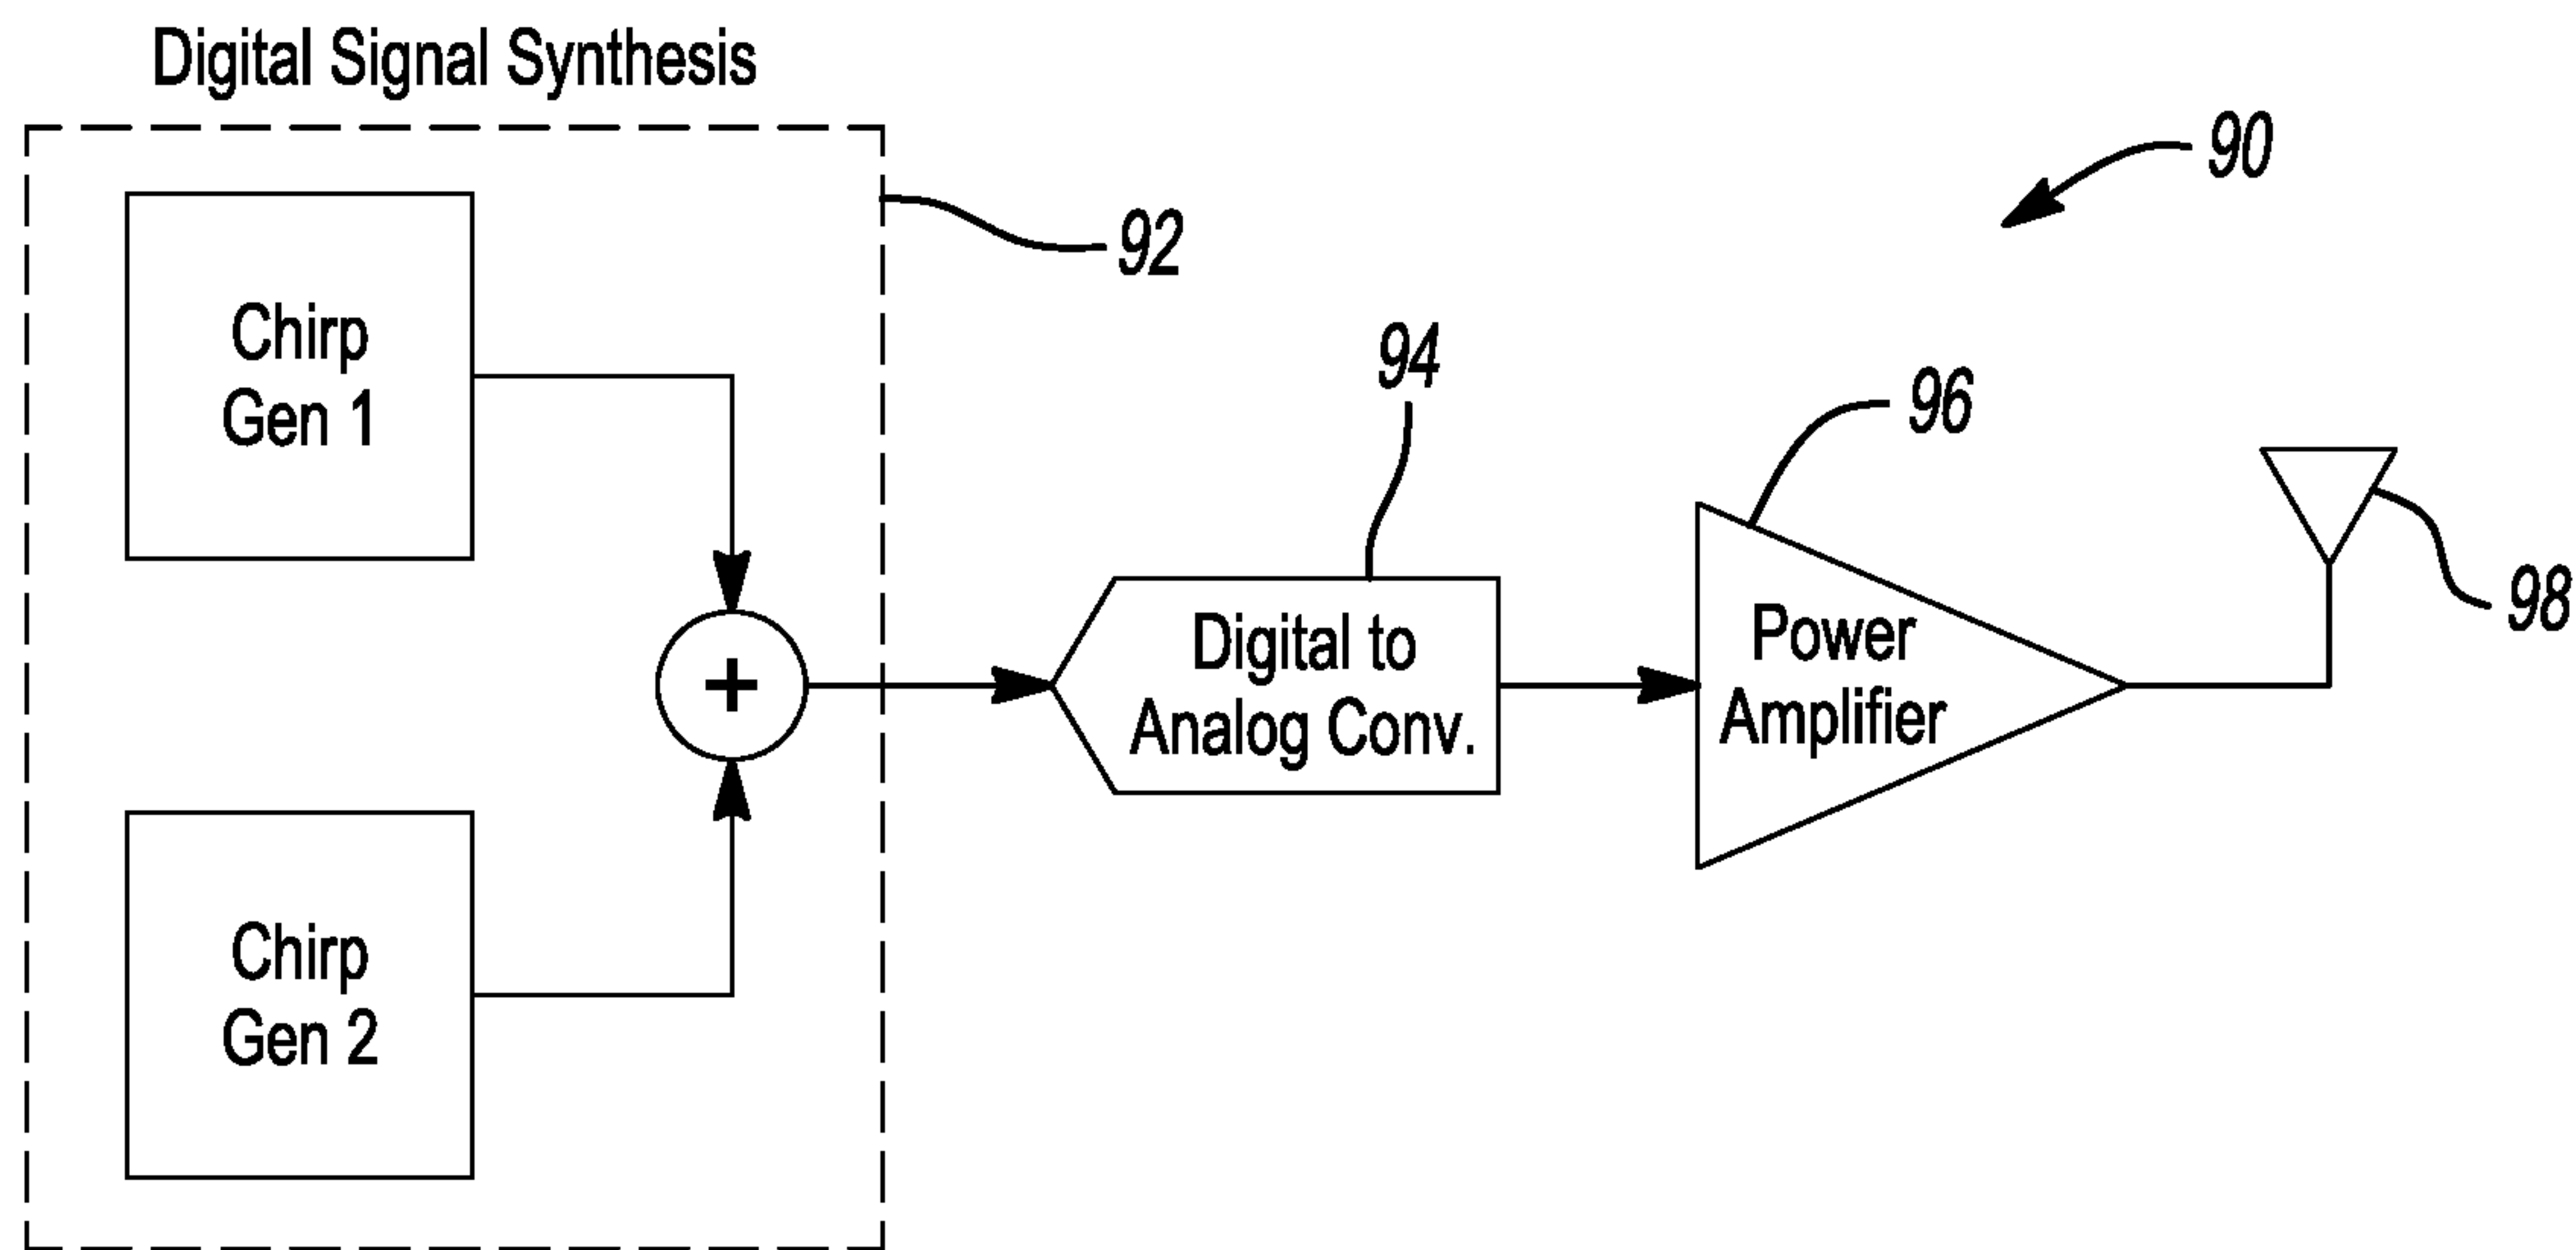 Digital Signal Synthesis
90
92
Chirp
Gen 1
94
96
98
+
Digital to
Analog Conv.
Power
Amplifier
Chirp
Gen 2